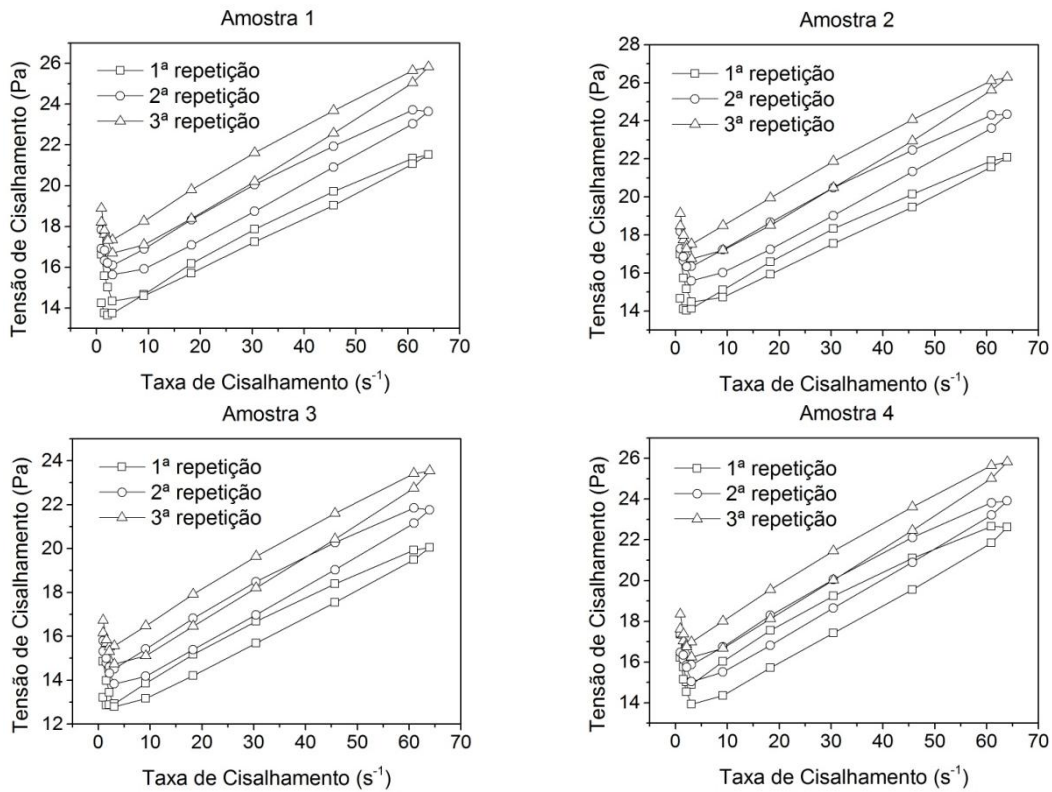 Amostra 1
Tensão de Cisalhamento (Pa)
26
24
22
20
18
16
14
1ª repetição
2ª repetição
3ª repetição
0 10 20 30 40 50 60 70
Taxa de Cisalhamento (s⁻¹)
Amostra 2
Tensão de Cisalhamento (Pa)
28
26
24
22
20
18
16
14
1ª repetição
2ª repetição
3ª repetição
0 10 20 30 40 50 60 70
Taxa de Cisalhamento (s⁻¹)
Amostra 3
Tensão de Cisalhamento (Pa)
24
22
20
18
16
14
12
1ª repetição
2ª repetição
3ª repetição
0 10 20 30 40 50 60 70
Taxa de Cisalhamento (s⁻¹)
Amostra 4
Tensão de Cisalhamento (Pa)
26
24
22
20
18
16
14
1ª repetição
2ª repetição
3ª repetição
0 10 20 30 40 50 60 70
Taxa de Cisalhamento (s⁻¹)